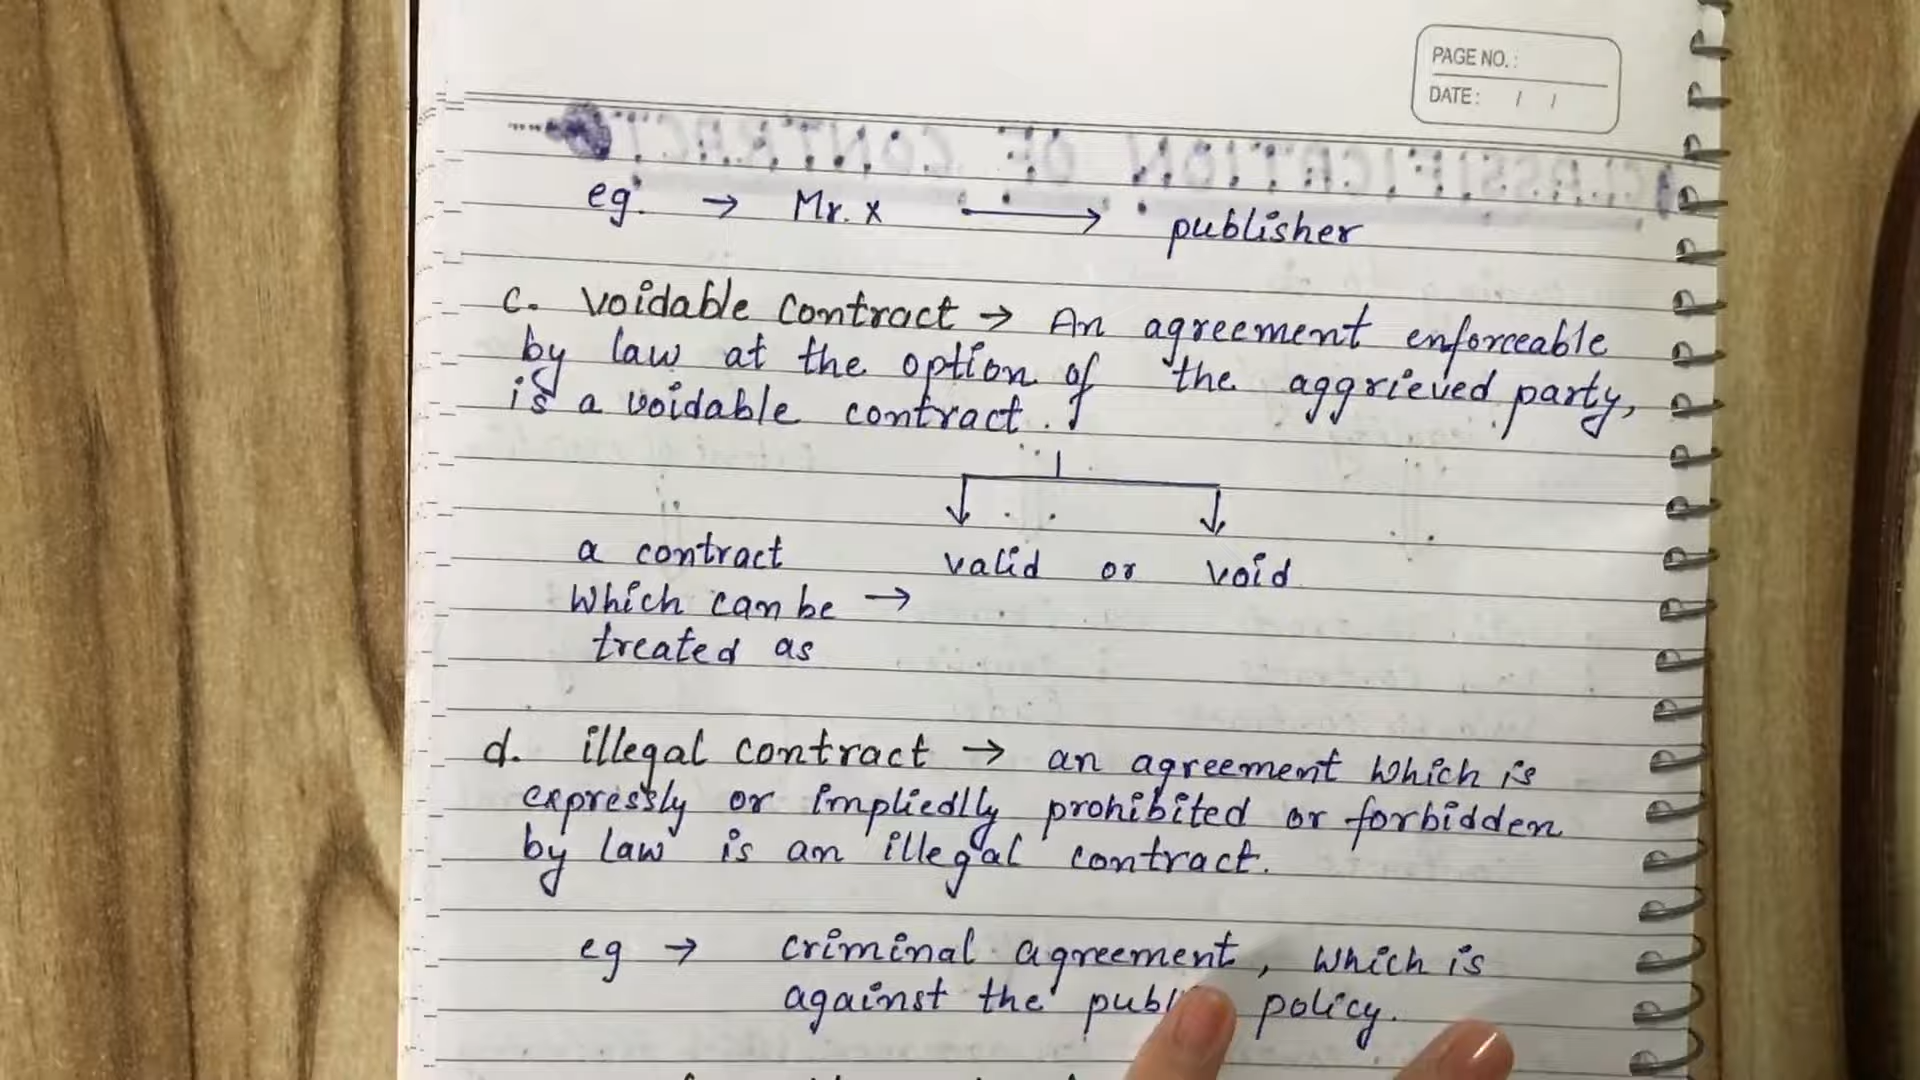 PAGE NO.:
DATE: / /
eg. → Mr. X → publisher
c. Voidable Contract → An agreement enforceable
by law at the option of the aggrieved party,
is a voidable contract.
a contract valid or void
which can be →
treated as
d. illegal contract → an agreement which is
expressly or impliedlly prohibited or forbidden
by law is an illegal contract.
eg → criminal agreement, which is
against the policy.